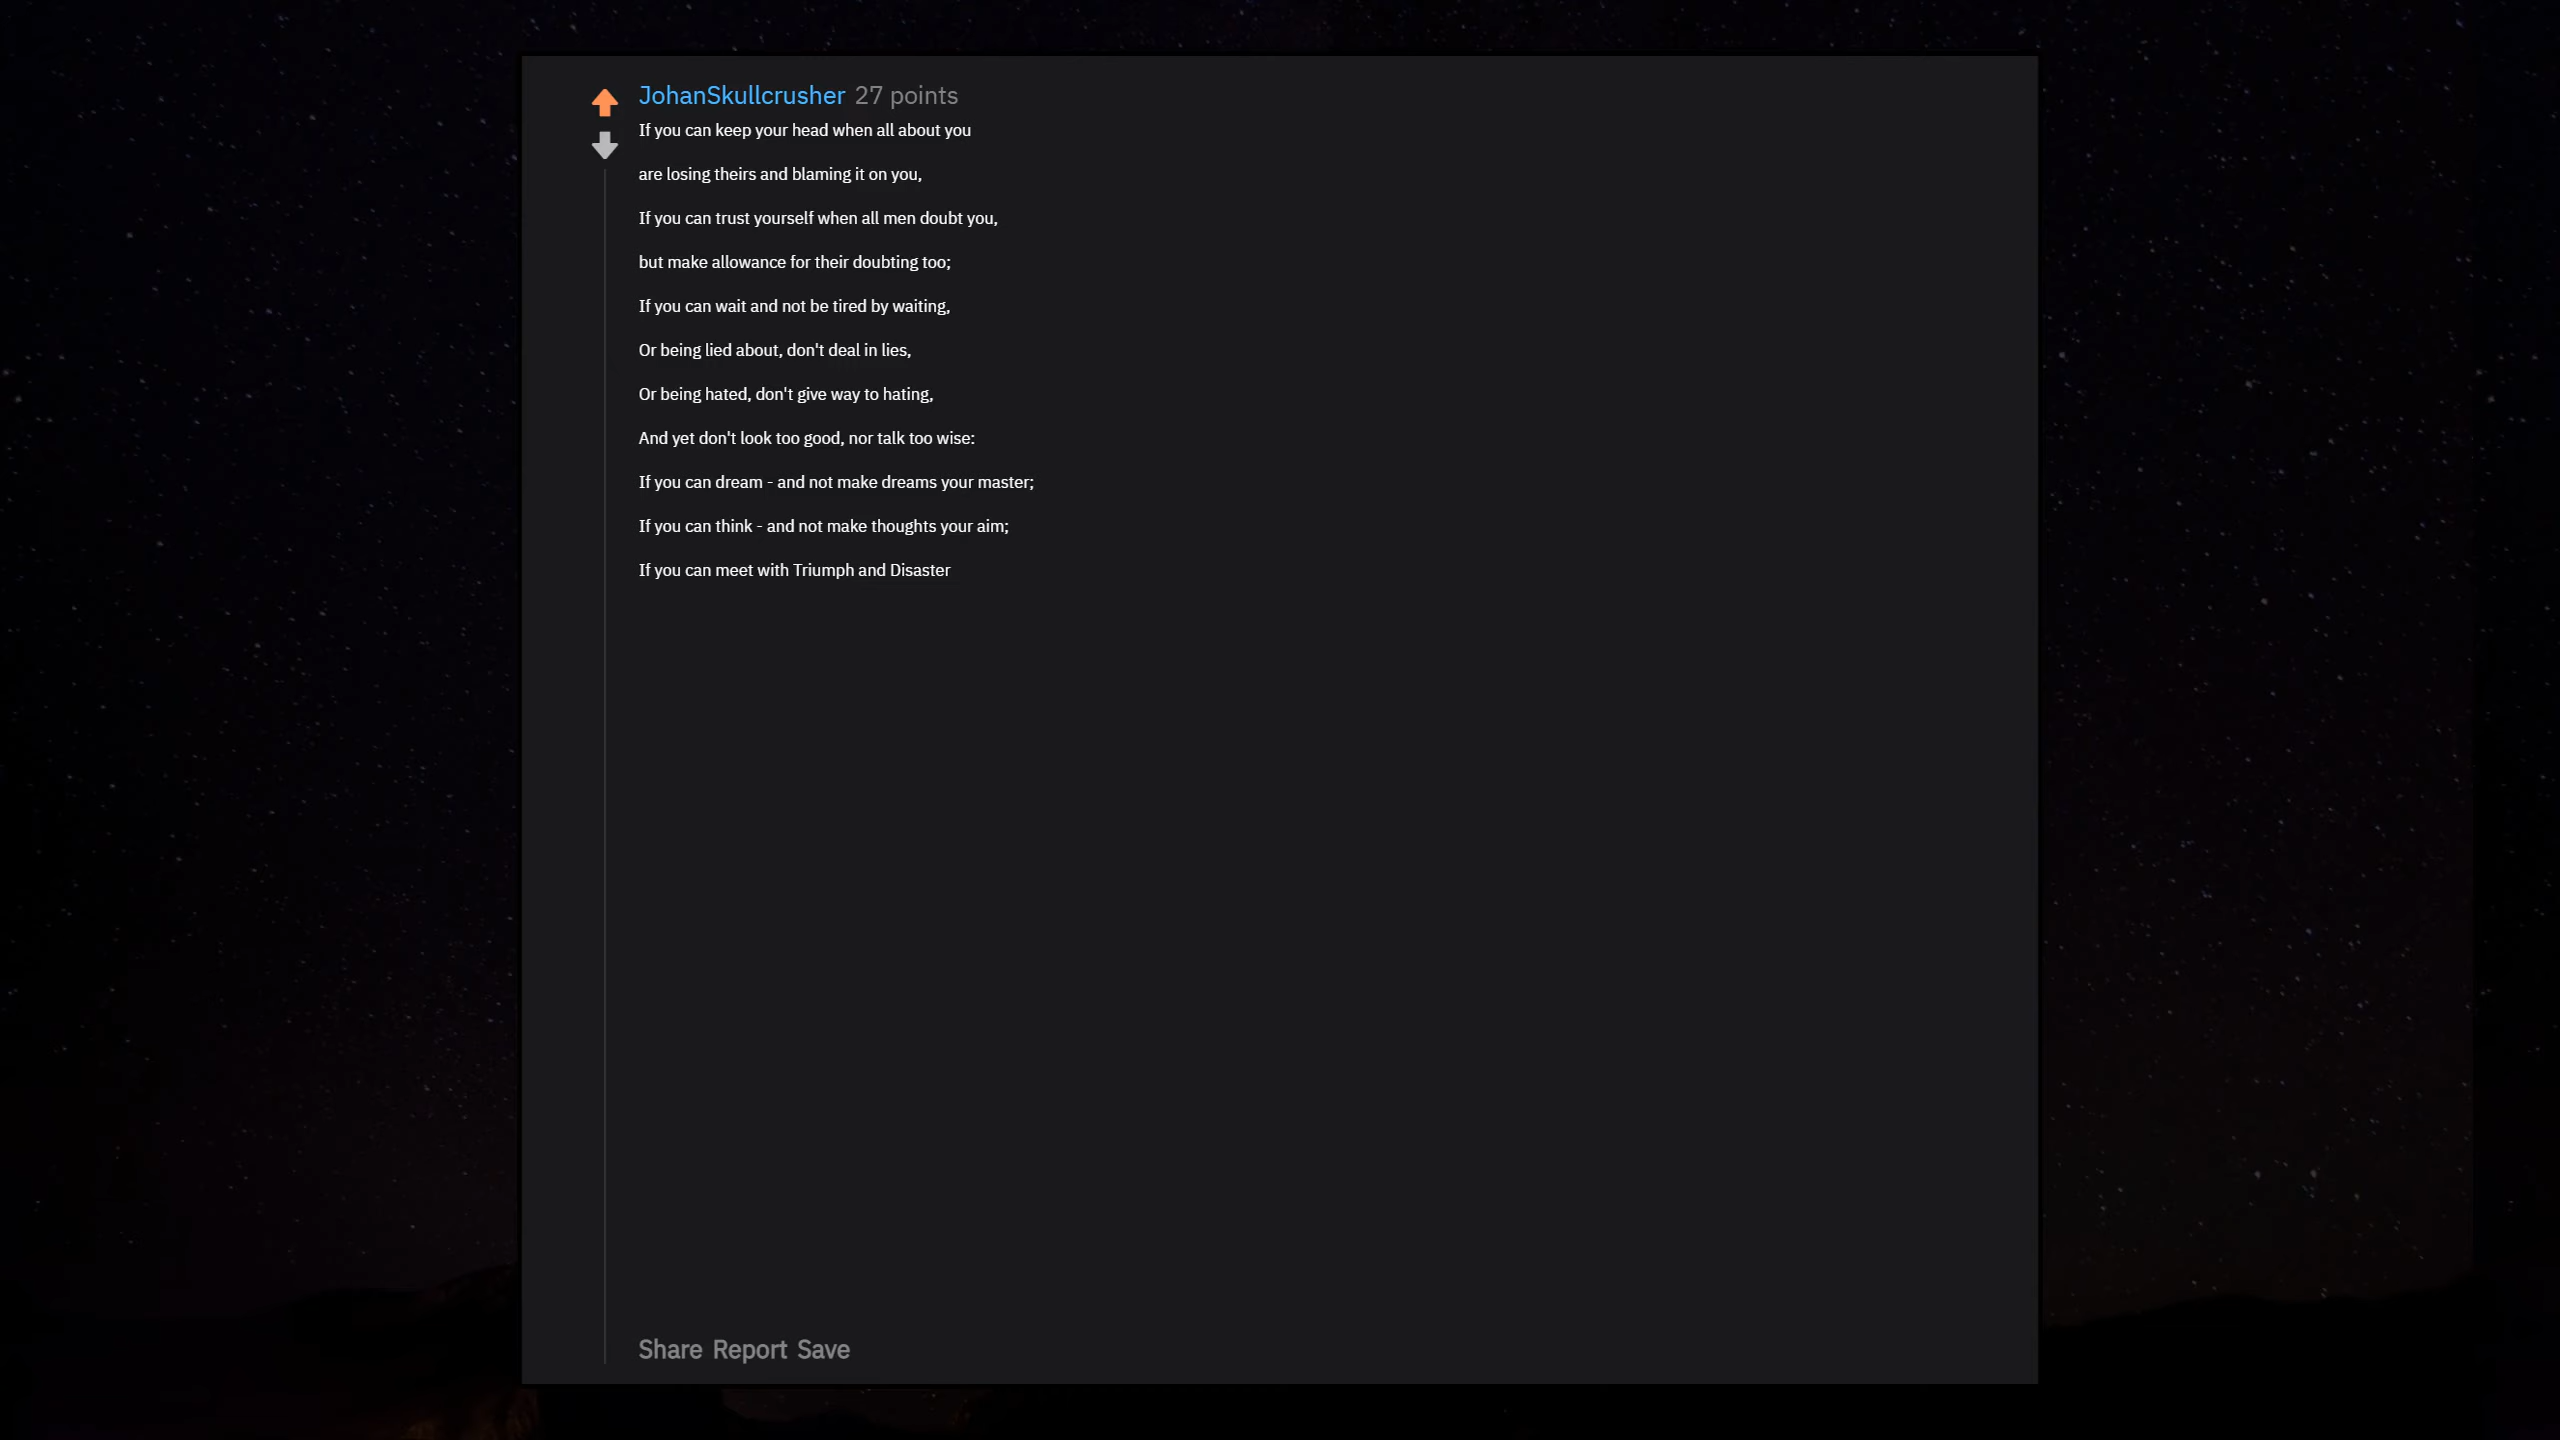 JohanSkullcrusher 27 points
If you can keep your head when all about you
are losing theirs and blaming it on you,
If you can trust yourself when all men doubt you,
but make allowance for their doubting too;
If you can wait and not be tired by waiting,
Or being lied about, don't deal in lies,
Or being hated, don't give way to hating,
And yet don't look too good, nor talk too wise:
If you can dream - and not make dreams your master;
If you can think - and not make thoughts your aim;
If you can meet with Triumph and Disaster
Share Report Save